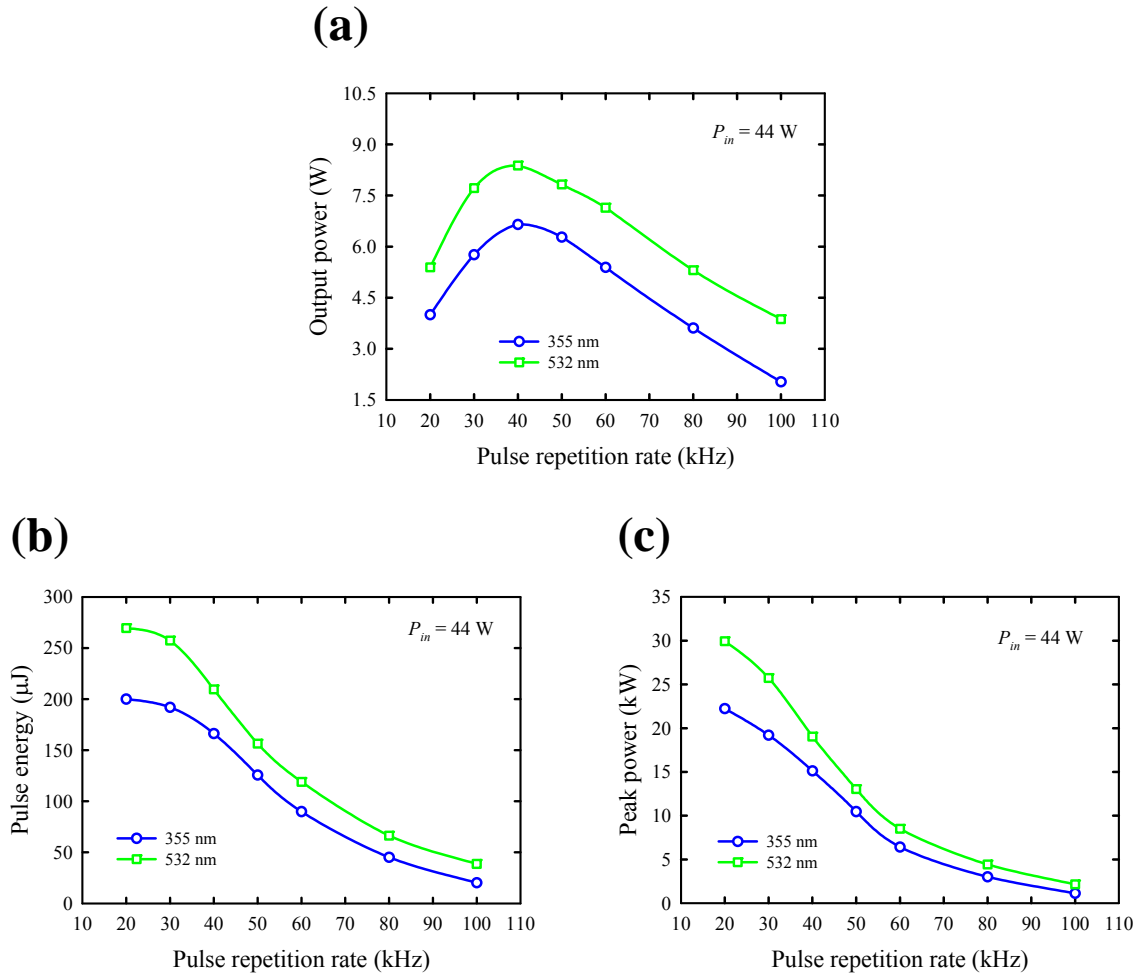 (a)
10.5
9.0
7.5
6.0
4.5
3.0
1.5
Output power (W)
P_in = 44 W
355 nm
532 nm
10 20 30 40 50 60 70 80 90 100 110
Pulse repetition rate (kHz)
(b)
300
250
200
150
100
50
0
Pulse energy (μJ)
P_in = 44 W
355 nm
532 nm
10 20 30 40 50 60 70 80 90 100 110
Pulse repetition rate (kHz)
(c)
35
30
25
20
15
10
5
0
Peak power (kW)
P_in = 44 W
355 nm
532 nm
10 20 30 40 50 60 70 80 90 100 110
Pulse repetition rate (kHz)